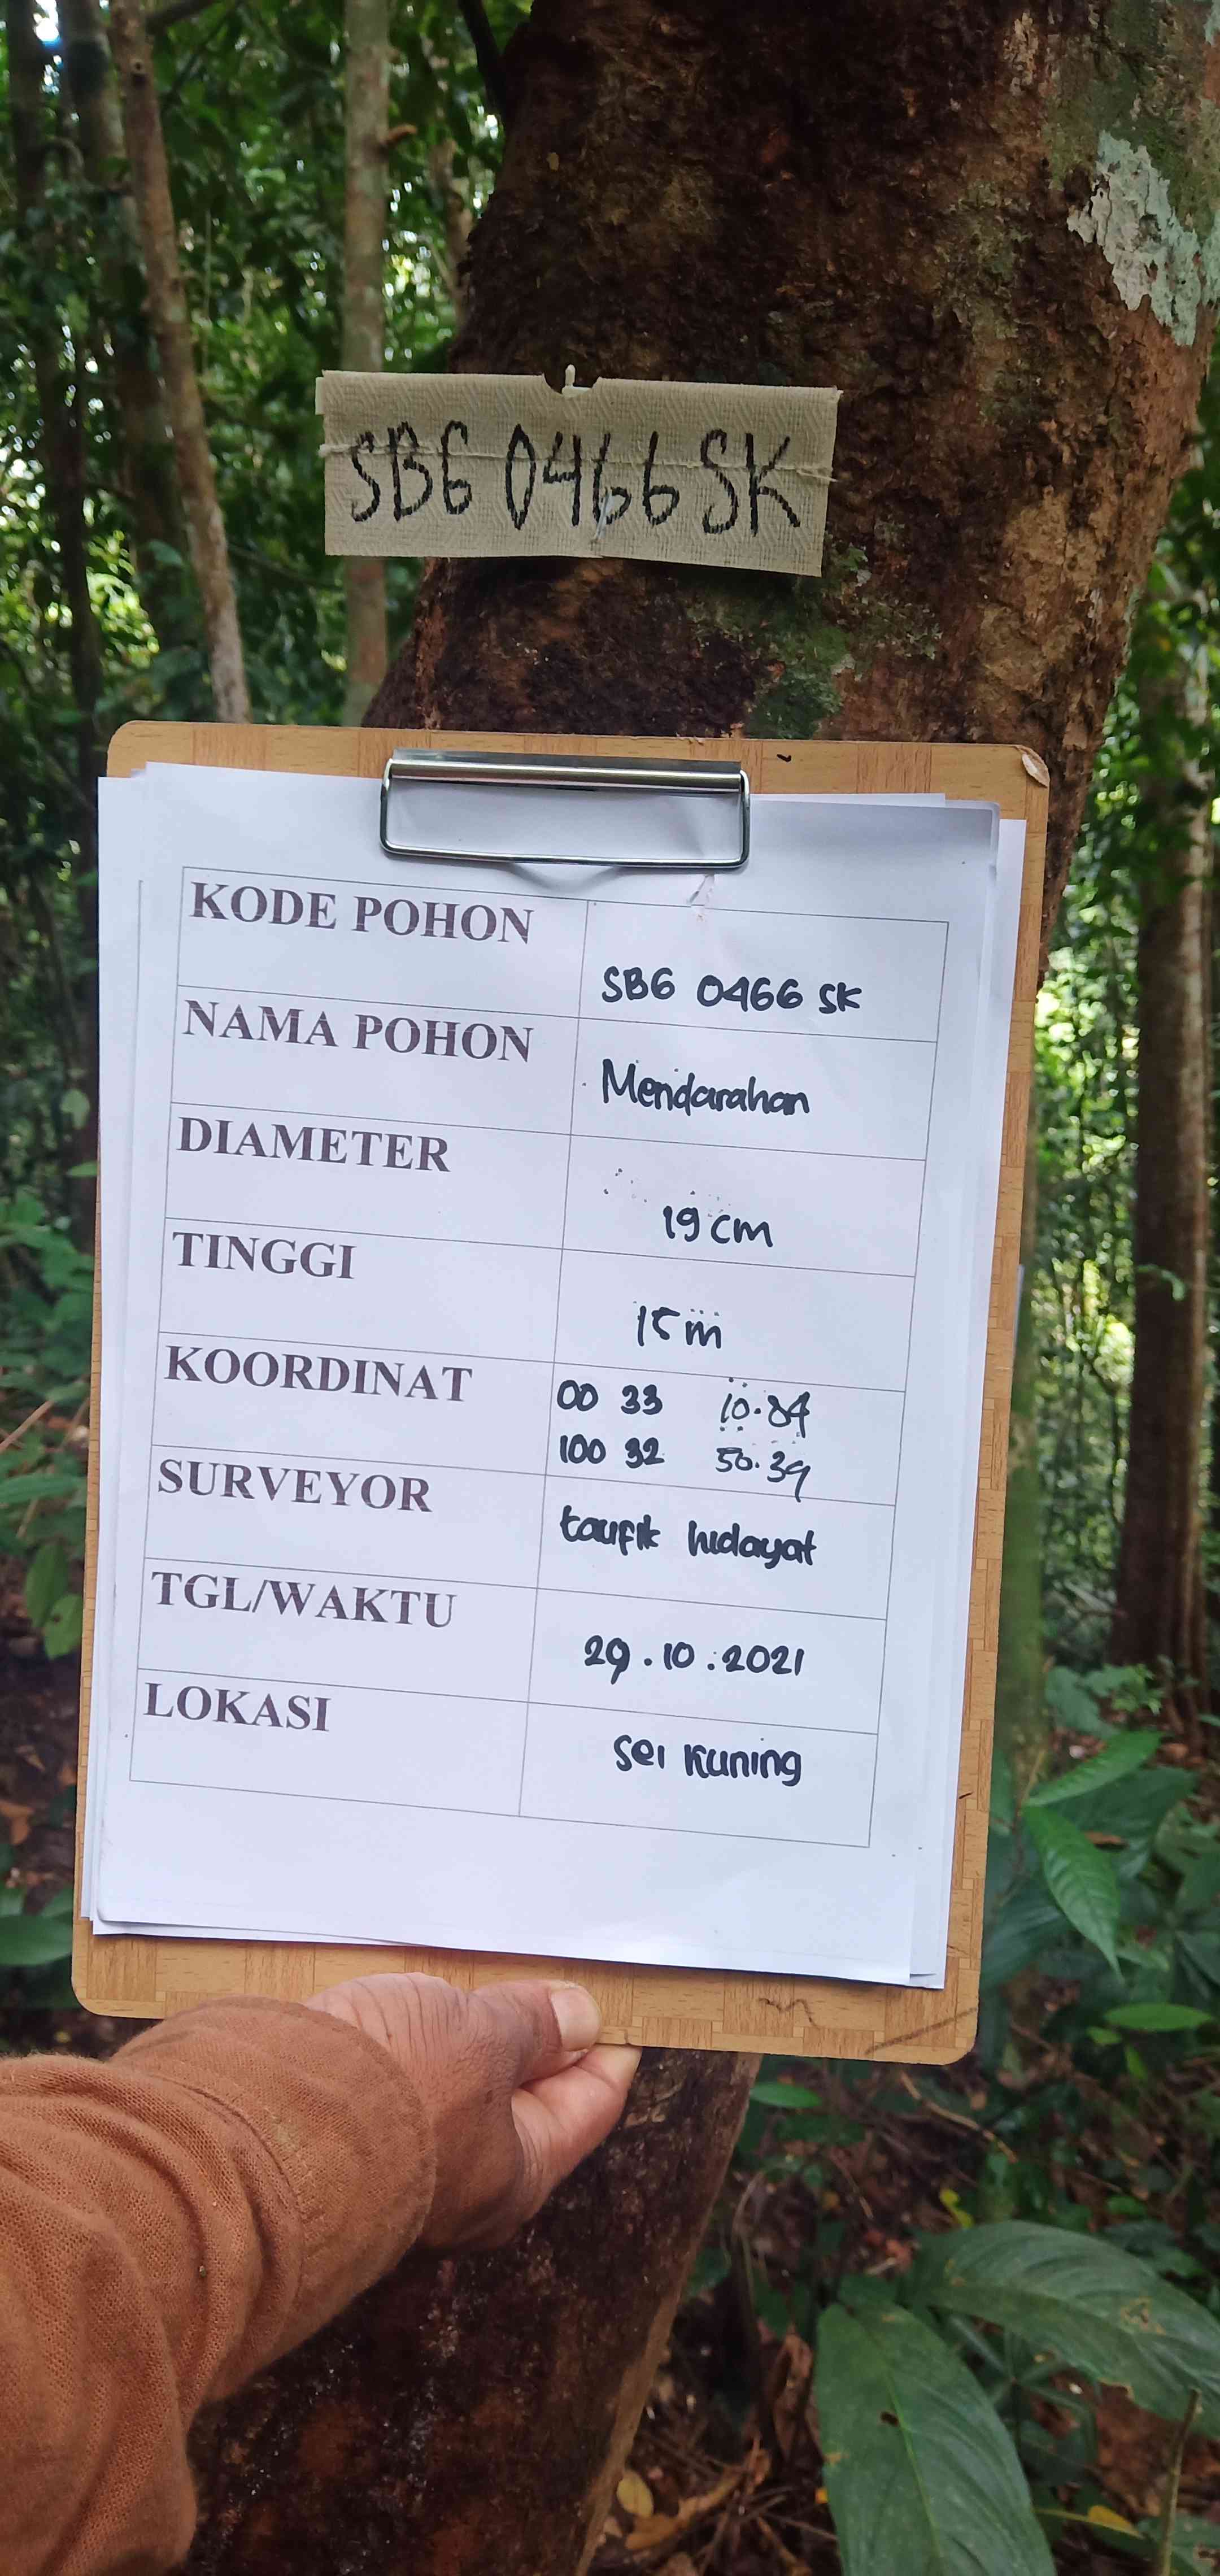 SBG 0466 SK
KODE POHON
SBG 0466 SK
NAMA POHON
Mendarahan
DIAMETER
19 cm
TINGGI
15 m
KOORDINAT
00 33 10.84
100 32 50.39
SURVEYOR
taufik hidayat
TGL/WAKTU
29.10.2021
LOKASI
Sei Kuning